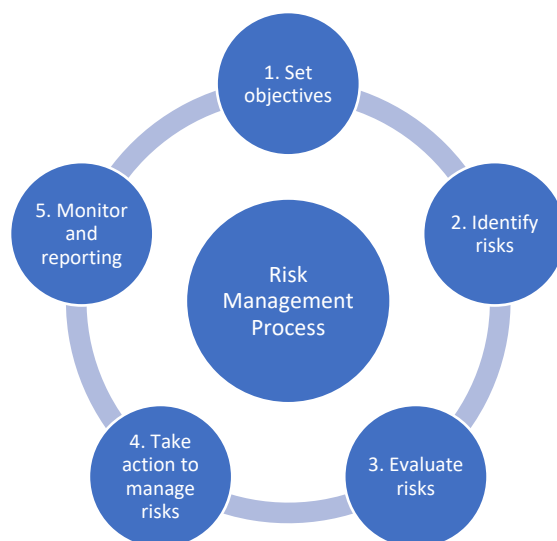 1. Set
objectives
2. Identify
risks
3. Evaluate
risks
4. Take
action to
manage
risks
5. Monitor
and
reporting
Risk
Management
Process